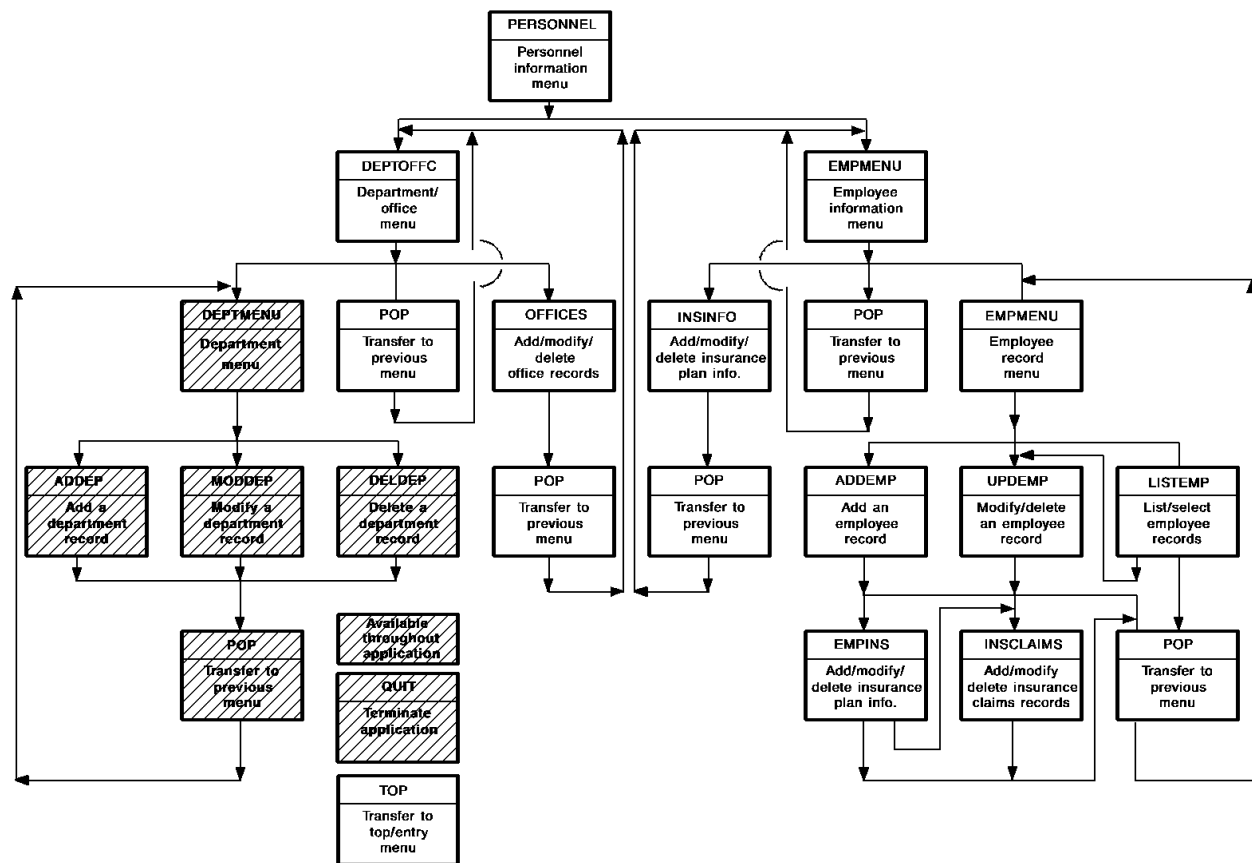 PERSONNEL
Personnel
information
menu
DEPTOFFC
Department/
office
menu
EMPMENU
Employee
information
menu
DEPTMENU
Department
menu
POP
Transfer to
previous
menu
OFFICES
Add/modify/
delete
office records
INSINFO
Add/modify/
delete insurance
plan info.
POP
Transfer to
previous
menu
EMPMENU
Employee
record
menu
ADDEP
Add a
department
record
MODDEP
Modify a
department
record
DELDEP
Delete a
department
record
POP
Transfer to
previous
menu
POP
Transfer to
previous
menu
ADDEMP
Add an
employee
record
UPDEMP
Modify/delete
an employee
record
LISTEMP
List/select
employee
records
POP
Transfer to
previous
menu
Available
throughout
application
QUIT
Terminate
application
TOP
Transfer to
top/entry
menu
EMPINS
Add/modify/
delete insurance
plan info.
INSCLAIMS
Add/modify
delete insurance
claims records
POP
Transfer to
previous
menu